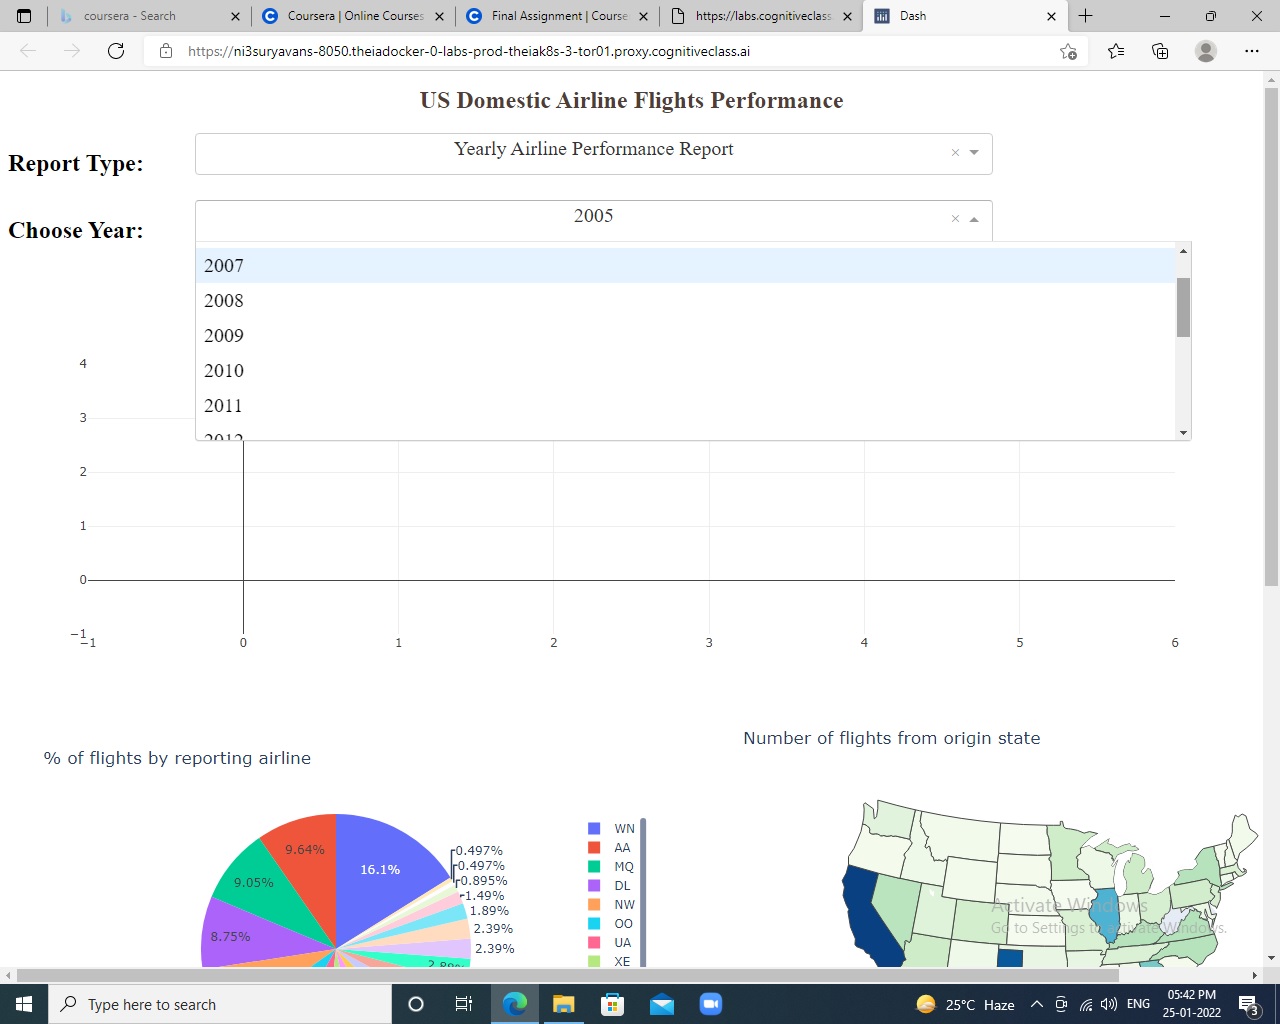 coursera - Search
Coursera | Online Courses
Final Assignment | Course
https://labs.cognitiveclass.
Dash
https://ni3suryavans-8050.theiadocker-0-labs-prod-theiak8s-3-tor01.proxy.cognitiveclass.ai
US Domestic Airline Flights Performance
Report Type:
Yearly Airline Performance Report
Choose Year:
2005
2007
2008
2009
2010
2011
2012
4
3
2
1
0
−1
−1 0 1 2 3 4 5 6
% of flights by reporting airline
Number of flights from origin state
16.1%
9.64%
9.05%
8.75%
0.497%
0.497%
0.895%
1.49%
1.89%
2.39%
2.39%
WN
AA
MQ
DL
NW
OO
UA
XE
Activate Windows
Go to Settings to activate Windows.
Type here to search
25°C Haze
ENG
05:42 PM
25-01-2022
3